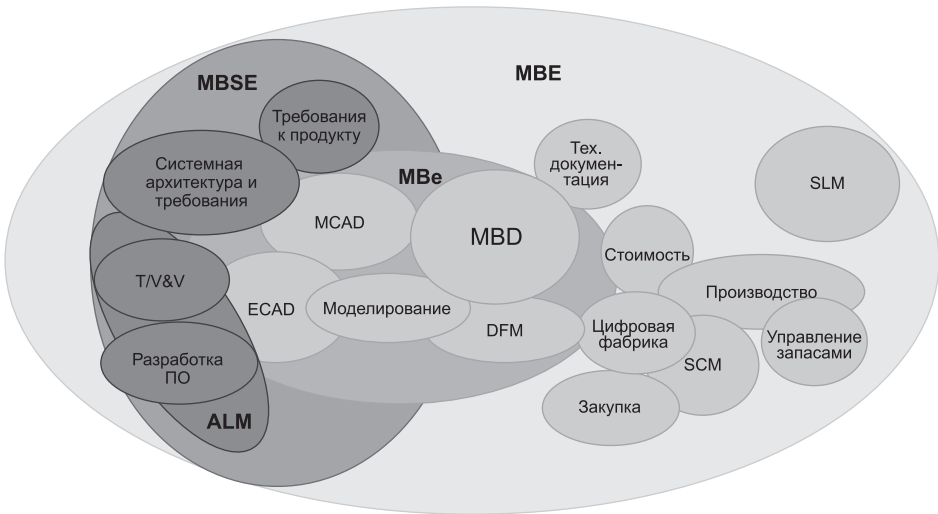 MBSE
MBE
Требования
к продукту
Системная
архитектура и
требования
MBe
Тех.
докумен-
тация
SLM
MCAD
MBD
Стоимость
T/V&V
ECAD
Моделирование
DFM
Цифровая
фабрика
Производство
Управление
запасами
SCM
Разработка
ПО
Закупка
ALM